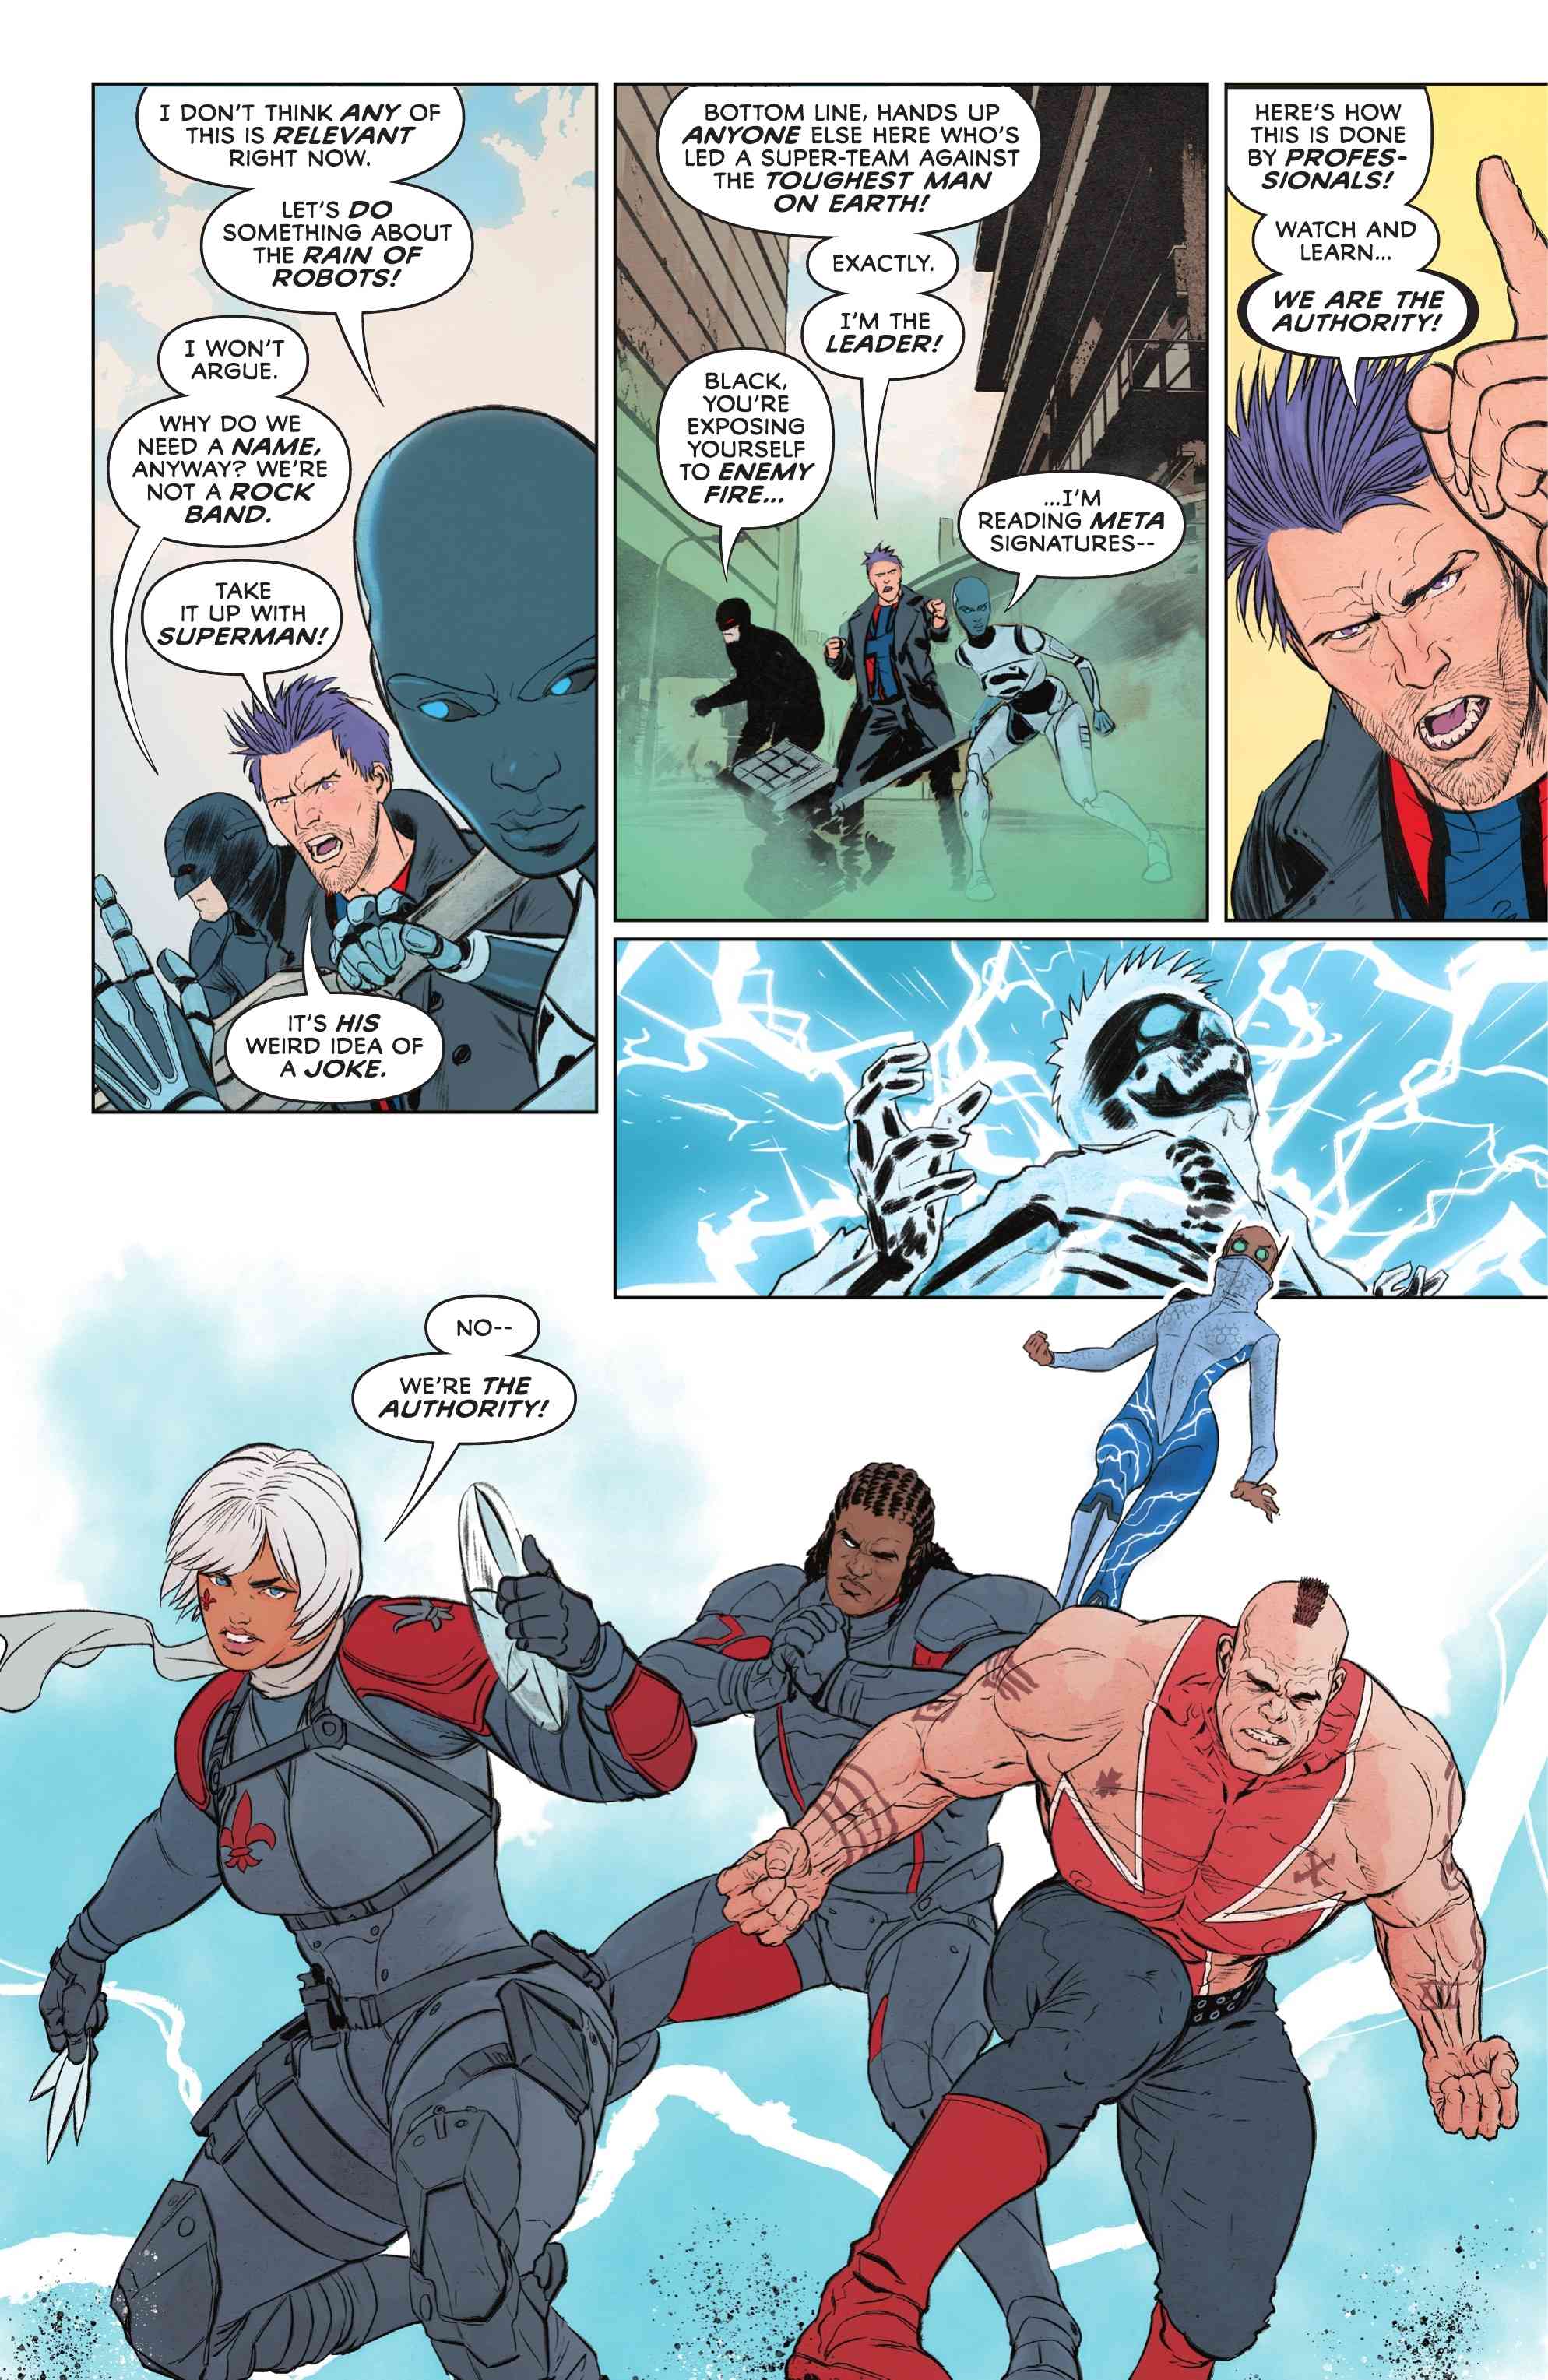 I DON'T THINK ANY OF
THIS IS RELEVANT
RIGHT NOW.
LET'S DO
SOMETHING ABOUT
THE RAIN OF
ROBOTS!
I WON'T
ARGUE.
WHY DO WE
NEED A NAME,
ANYWAY? WE'RE
NOT A ROCK
BAND.
TAKE
IT UP WITH
SUPERMAN!
IT'S HIS
WEIRD IDEA OF
A JOKE.
BOTTOM LINE, HANDS UP
ANYONE ELSE HERE WHO'S
LED A SUPER-TEAM AGAINST
THE TOUGHEST MAN
ON EARTH!
EXACTLY.
I'M THE
LEADER!
BLACK,
YOU'RE
EXPOSING
YOURSELF
TO ENEMY
FIRE...
...I'M
READING META
SIGNATURES--
HERE'S HOW
THIS IS DONE
BY PROFES-
SIONALS!
WATCH AND
LEARN...
WE ARE THE
AUTHORITY!
NO--
WE'RE THE
AUTHORITY!